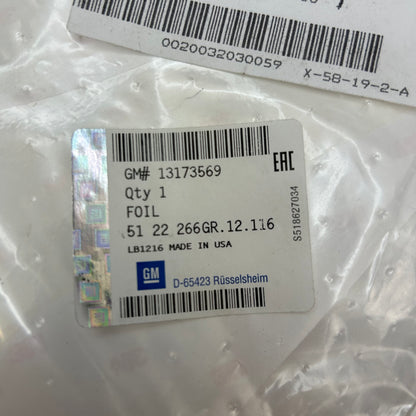 0020032030059 X-5B-19-2-A
GM# 13173569
EAC
Qty 1
FOIL
51 22 266GR.12.116
LB1216 MADE IN USA
GM
D-65423 Rüsselsheim
S518627034